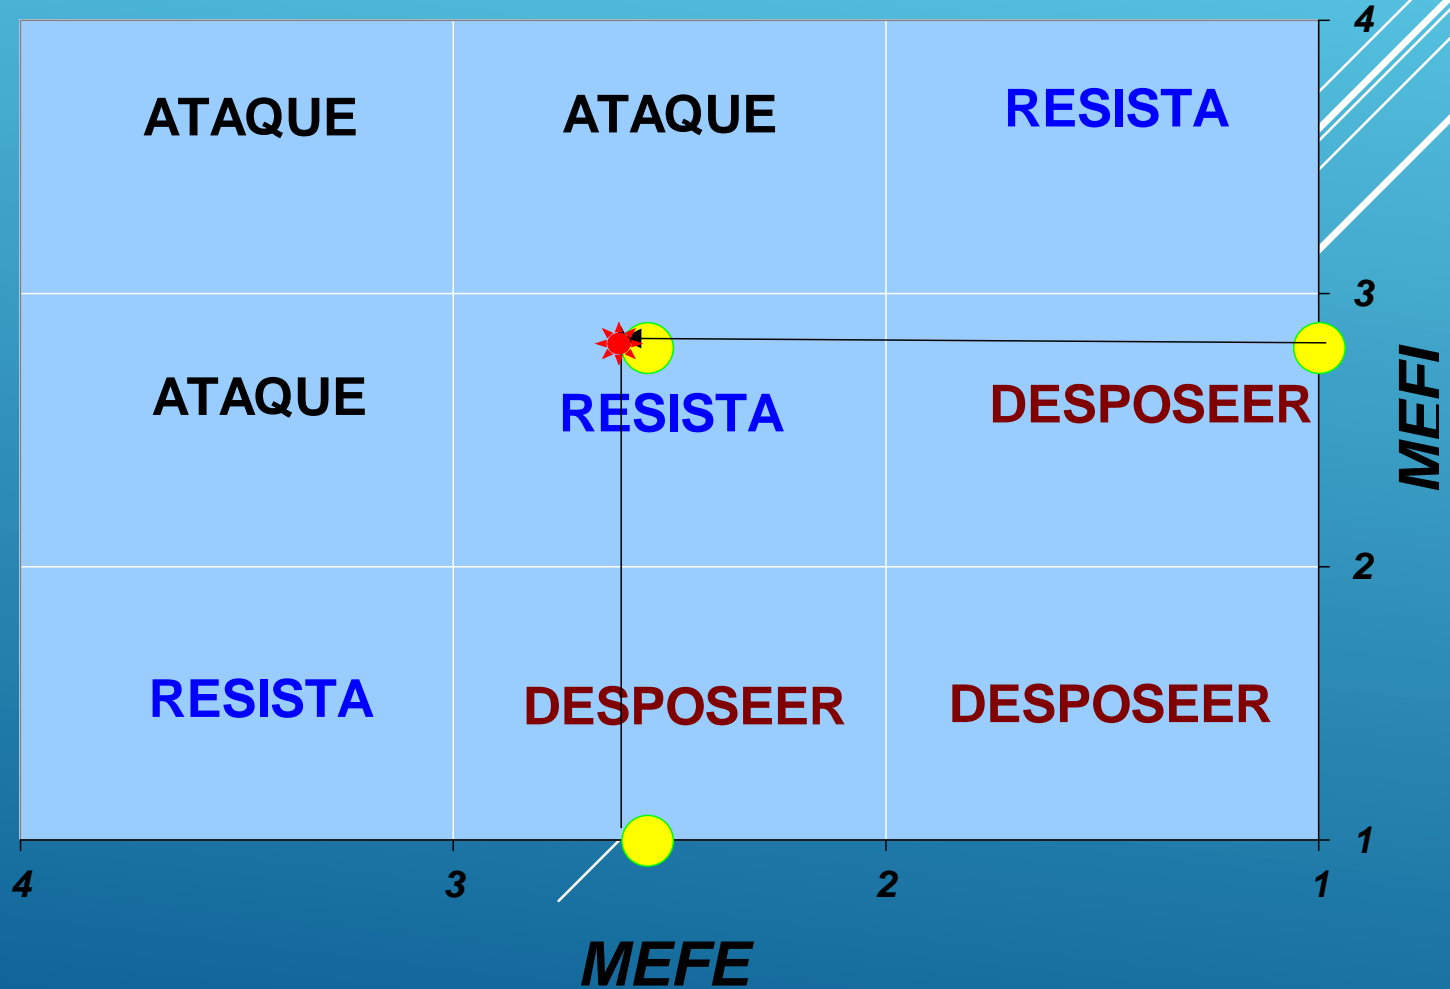 4
ATAQUE
ATAQUE
RESISTA
3
ATAQUE
RESISTA
DESPOSEER
MEFI
2
RESISTA
DESPOSEER
DESPOSEER
1
4
3
2
1
MEFE